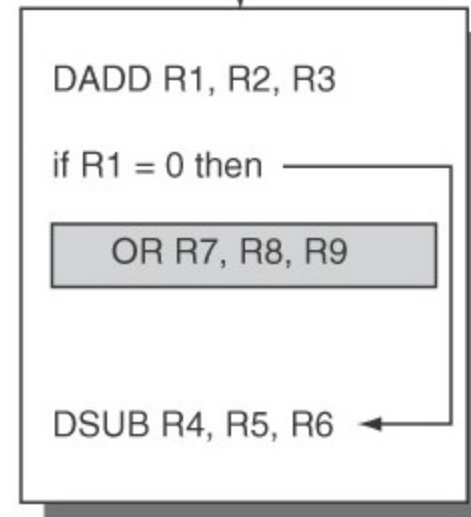 DADD R1, R2, R3
if R1 = 0 then
OR R7, R8, R9
DSUB R4, R5, R6